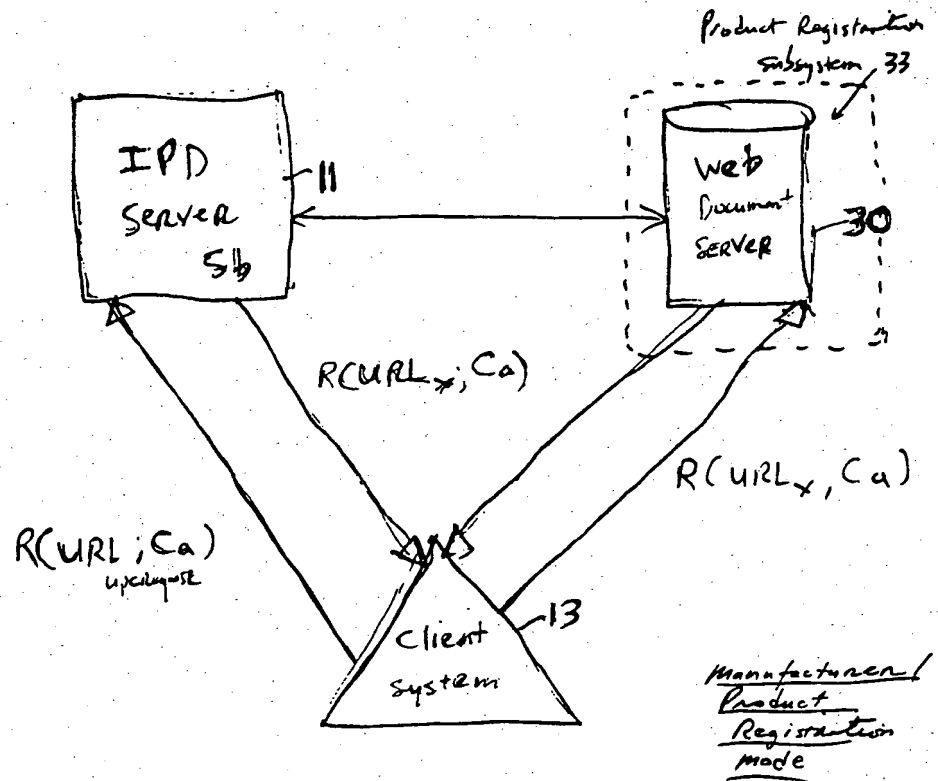 Product Registration
Subsystem 33
IPD
Server
5b
11
Web
Document
Server
30
R(URLx; Ca)
R(URLx, Ca)
R(URL; Ca)
Client
system
13
Manufacturer/
Product
Registration
mode